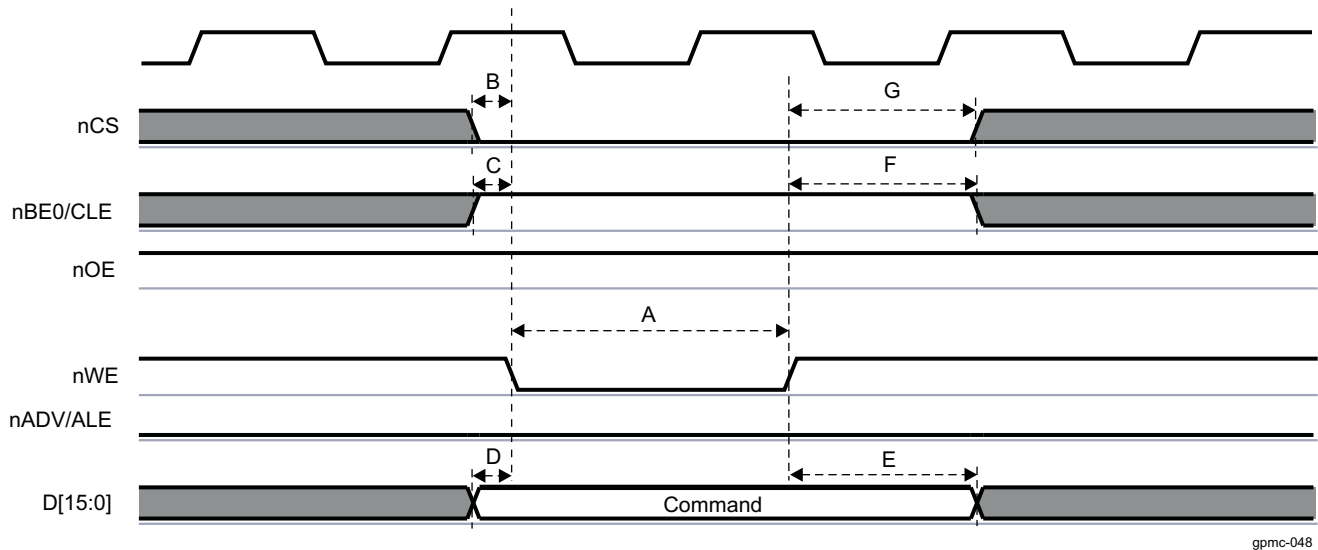 B
G
nCS
C
F
nBE0/CLE
nOE
A
nWE
nADV/ALE
D
E
D[15:0]
Command
gpmc-048